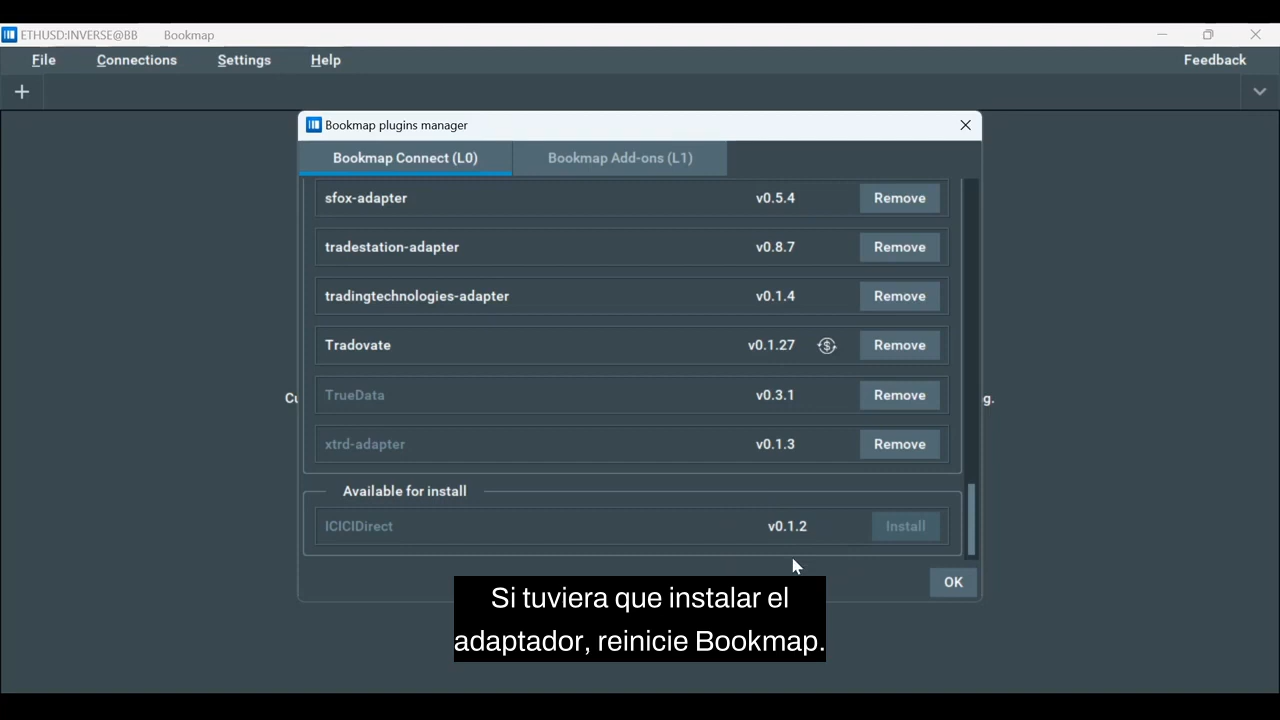 ETHUSD:INVERSE@BB Bookmap
File Connections Settings Help Feedback
Bookmap plugins manager
Bookmap Connect (L0) Bookmap Add-ons (L1)
sfox-adapter v0.5.4 Remove
tradestation-adapter v0.8.7 Remove
tradingtechnologies-adapter v0.1.4 Remove
Tradovate v0.1.27 Remove
TrueData v0.3.1 Remove
xtrd-adapter v0.1.3 Remove
Available for install
ICICIDirect v0.1.2 Install
OK
Si tuviera que instalar el
adaptador, reinicie Bookmap.